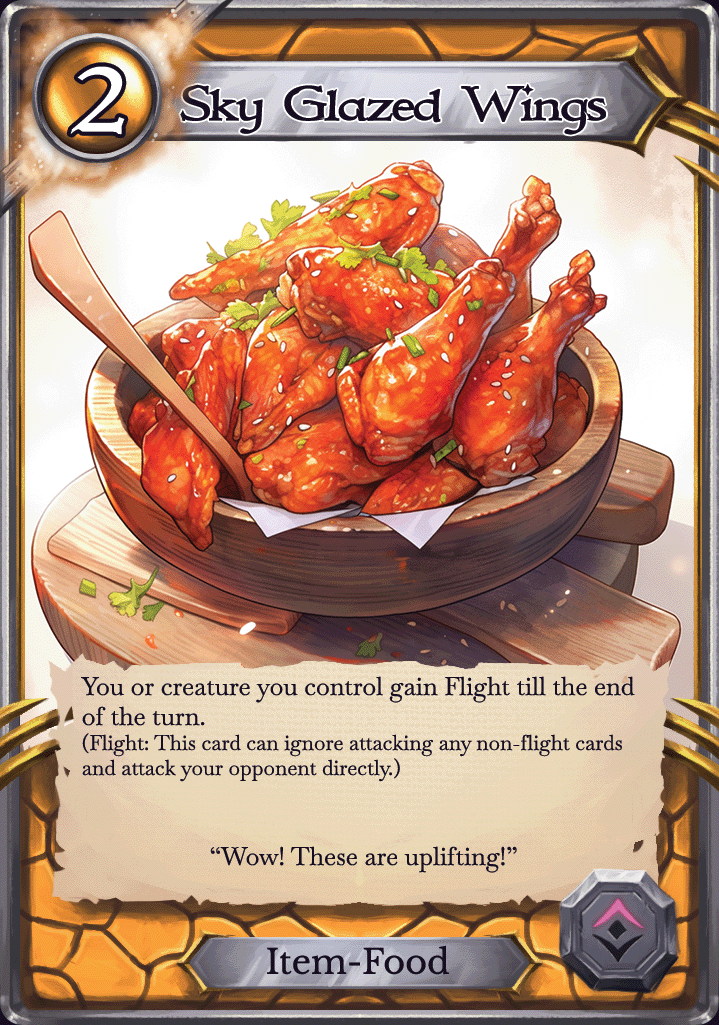 2
Sky Glazed Wings
You or creature you control gain Flight till the end
of the turn.
(Flight: This card can ignore attacking any non-flight cards
and attack your opponent directly.)
“Wow! These are uplifting!”
Item-Food